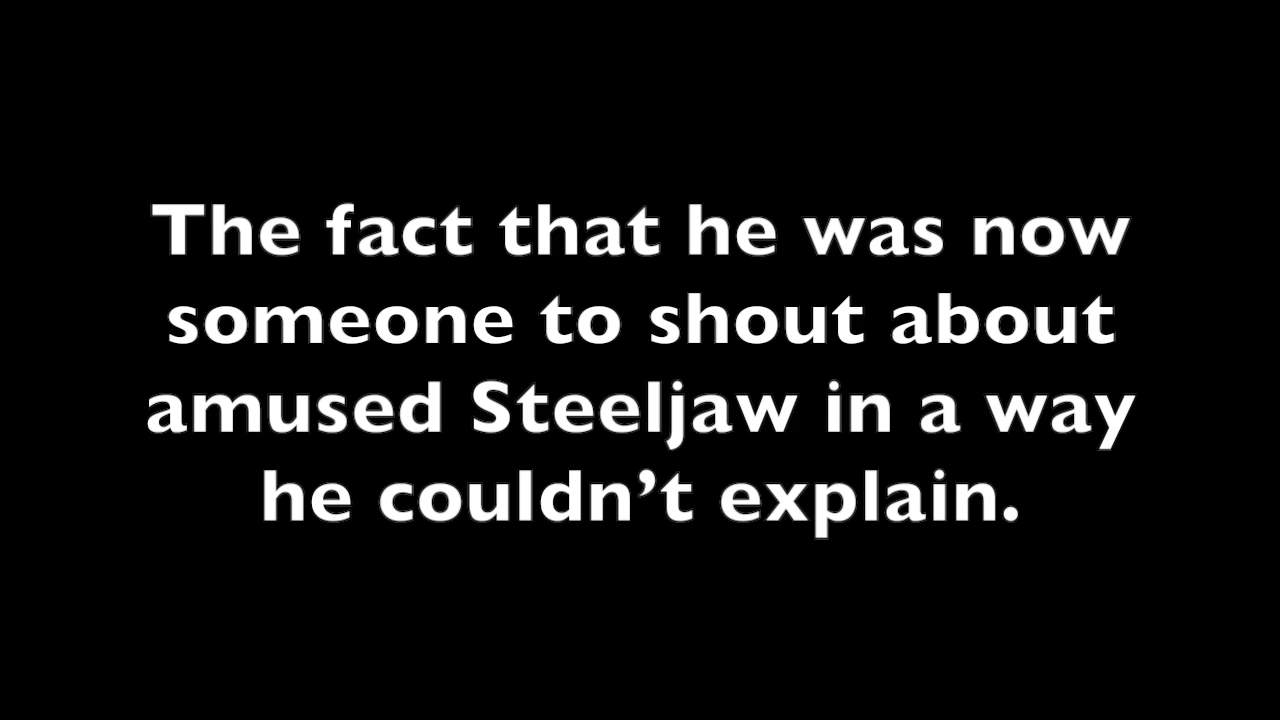 The fact that he was now
someone to shout about
amused Steeljaw in a way
he couldn’t explain.